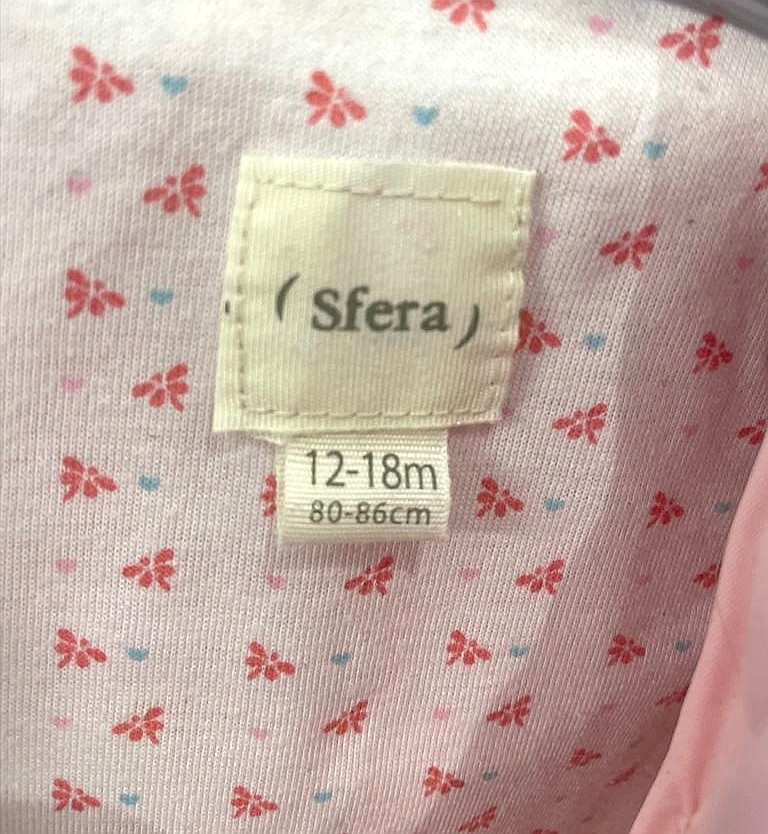 ( Sfera )
12-18m
80-86cm